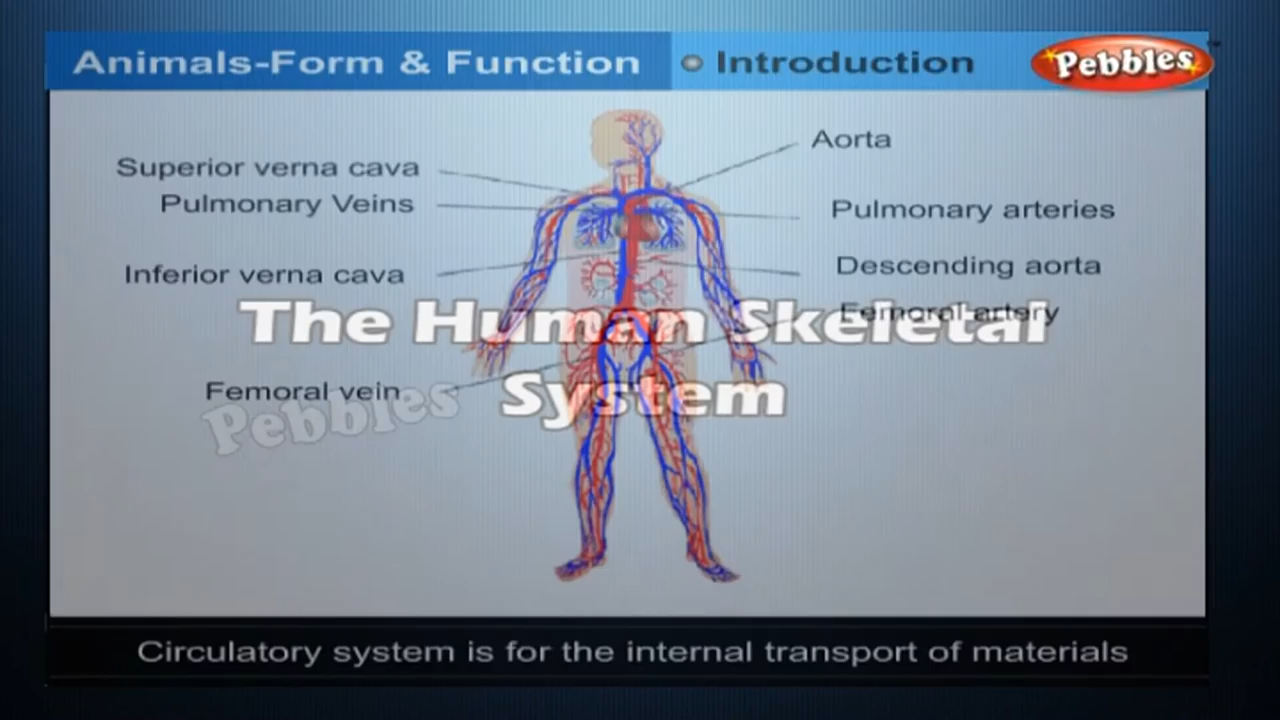 Animals-Form & Function
Introduction
Pebbles
Aorta
Superior verna cava
Pulmonary Veins
Pulmonary arteries
Descending aorta
Inferior verna cava
Femoral artery
The Human Skeletal
System
Femoral vein
Pebbles
Circulatory system is for the internal transport of materials